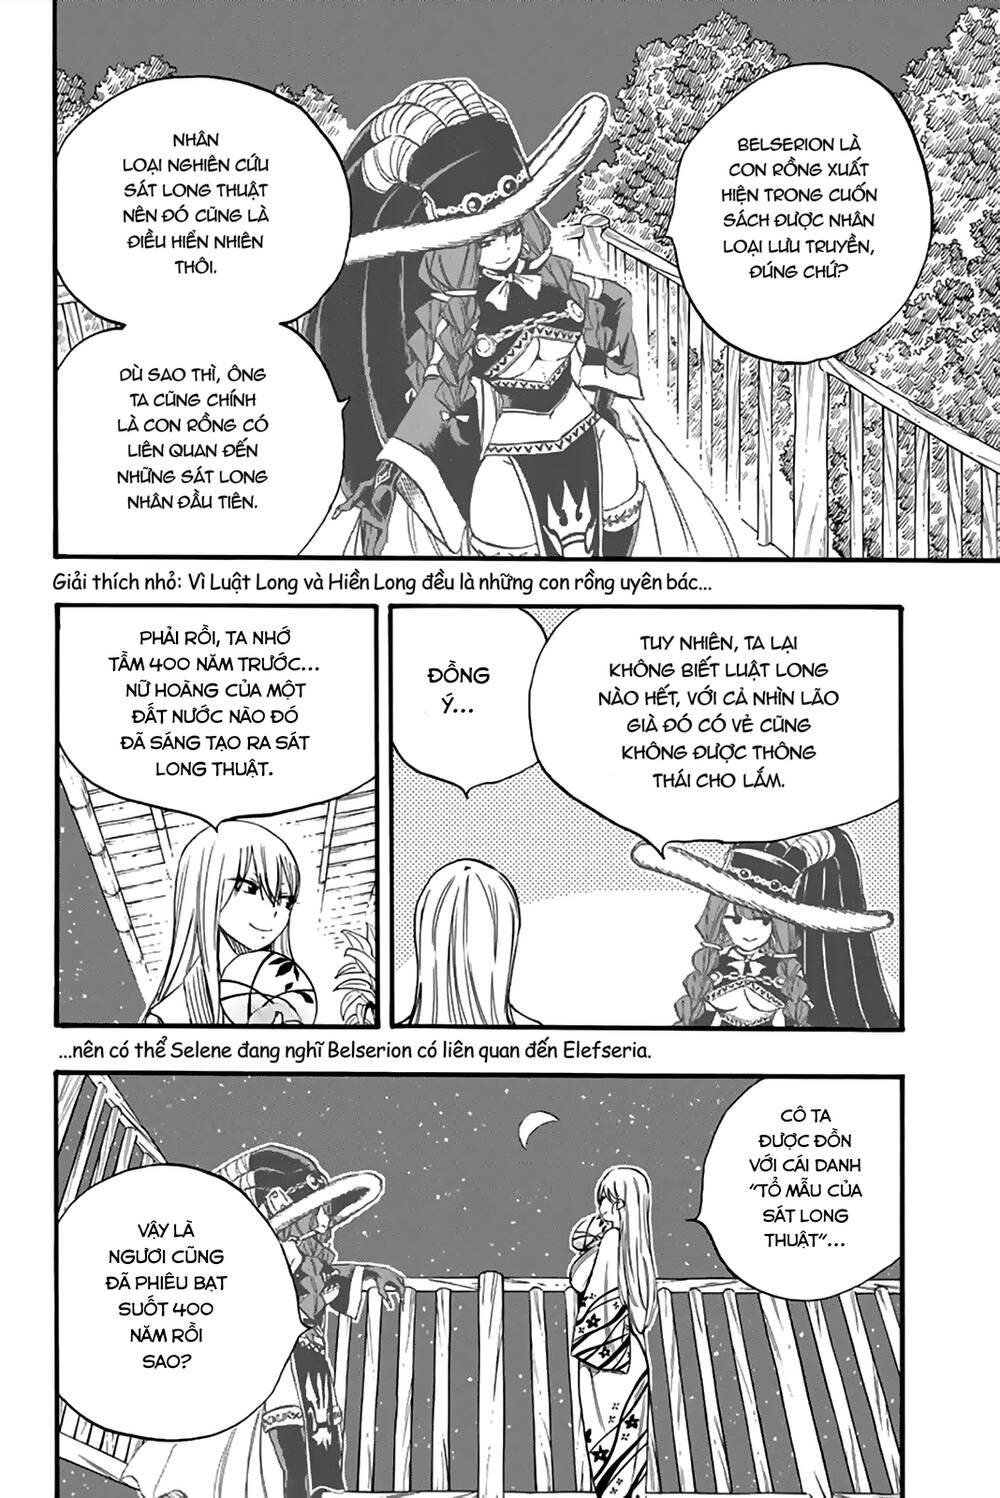 BELSERION LÀ
CON RỒNG XUẤT
HIỆN TRONG CUỐN
SÁCH ĐƯỢC NHÂN
LOẠI LƯU TRUYỀN,
ĐÚNG CHỨ?
NHÂN
LOẠI NGHIÊN CỨU
SÁT LONG THUẬT
NÊN ĐÓ CŨNG LÀ
ĐIỀU HIỂN NHIÊN
THÔI.
DÙ SAO THÌ, ÔNG
TA CŨNG CHÍNH
LÀ CON RỒNG CÓ
LIÊN QUAN ĐẾN
NHỮNG SÁT LONG
NHÂN ĐẦU TIÊN.
Giải thích nhỏ: Vì Luật Long và Hiền Long đều là những con rồng uyên bác...
TUY NHIÊN, TA LẠI
KHÔNG BIẾT LUẬT LONG
NÀO HẾT, VỚI CẢ NHÌN LÃO
GIÀ ĐÓ CÓ VẺ CŨNG
KHÔNG ĐƯỢC THÔNG
THÁI CHO LẮM.
ĐỒNG
Ý...
PHẢI RỒI, TA NHỚ
TẦM 400 NĂM TRƯỚC...
NỮ HOÀNG CỦA MỘT
ĐẤT NƯỚC NÀO ĐÓ
ĐÃ SÁNG TẠO RA SÁT
LONG THUẬT.
...nên có thể Selene đang nghĩ Belserion có liên quan đến Elefseria.
CÔ TA
ĐƯỢC ĐỒN
VỚI CÁI DANH
"TỔ MẪU CỦA
SÁT LONG
THUẬT"...
VẬY LÀ
NGƯƠI CŨNG
ĐÃ PHIÊU BẠT
SUỐT 400
NĂM RỒI
SAO?